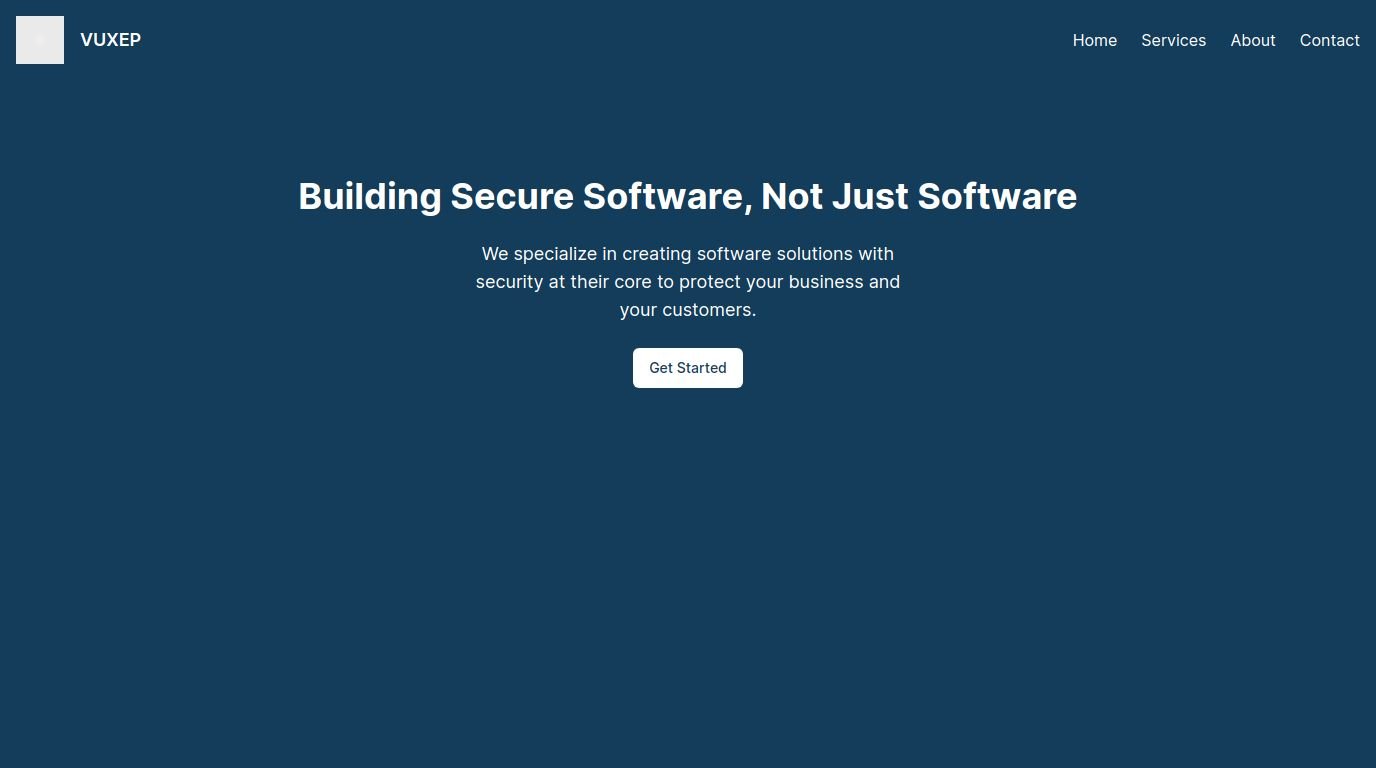 VUXEP
Home Services About Contact
Building Secure Software, Not Just Software
We specialize in creating software solutions with
security at their core to protect your business and
your customers.
Get Started